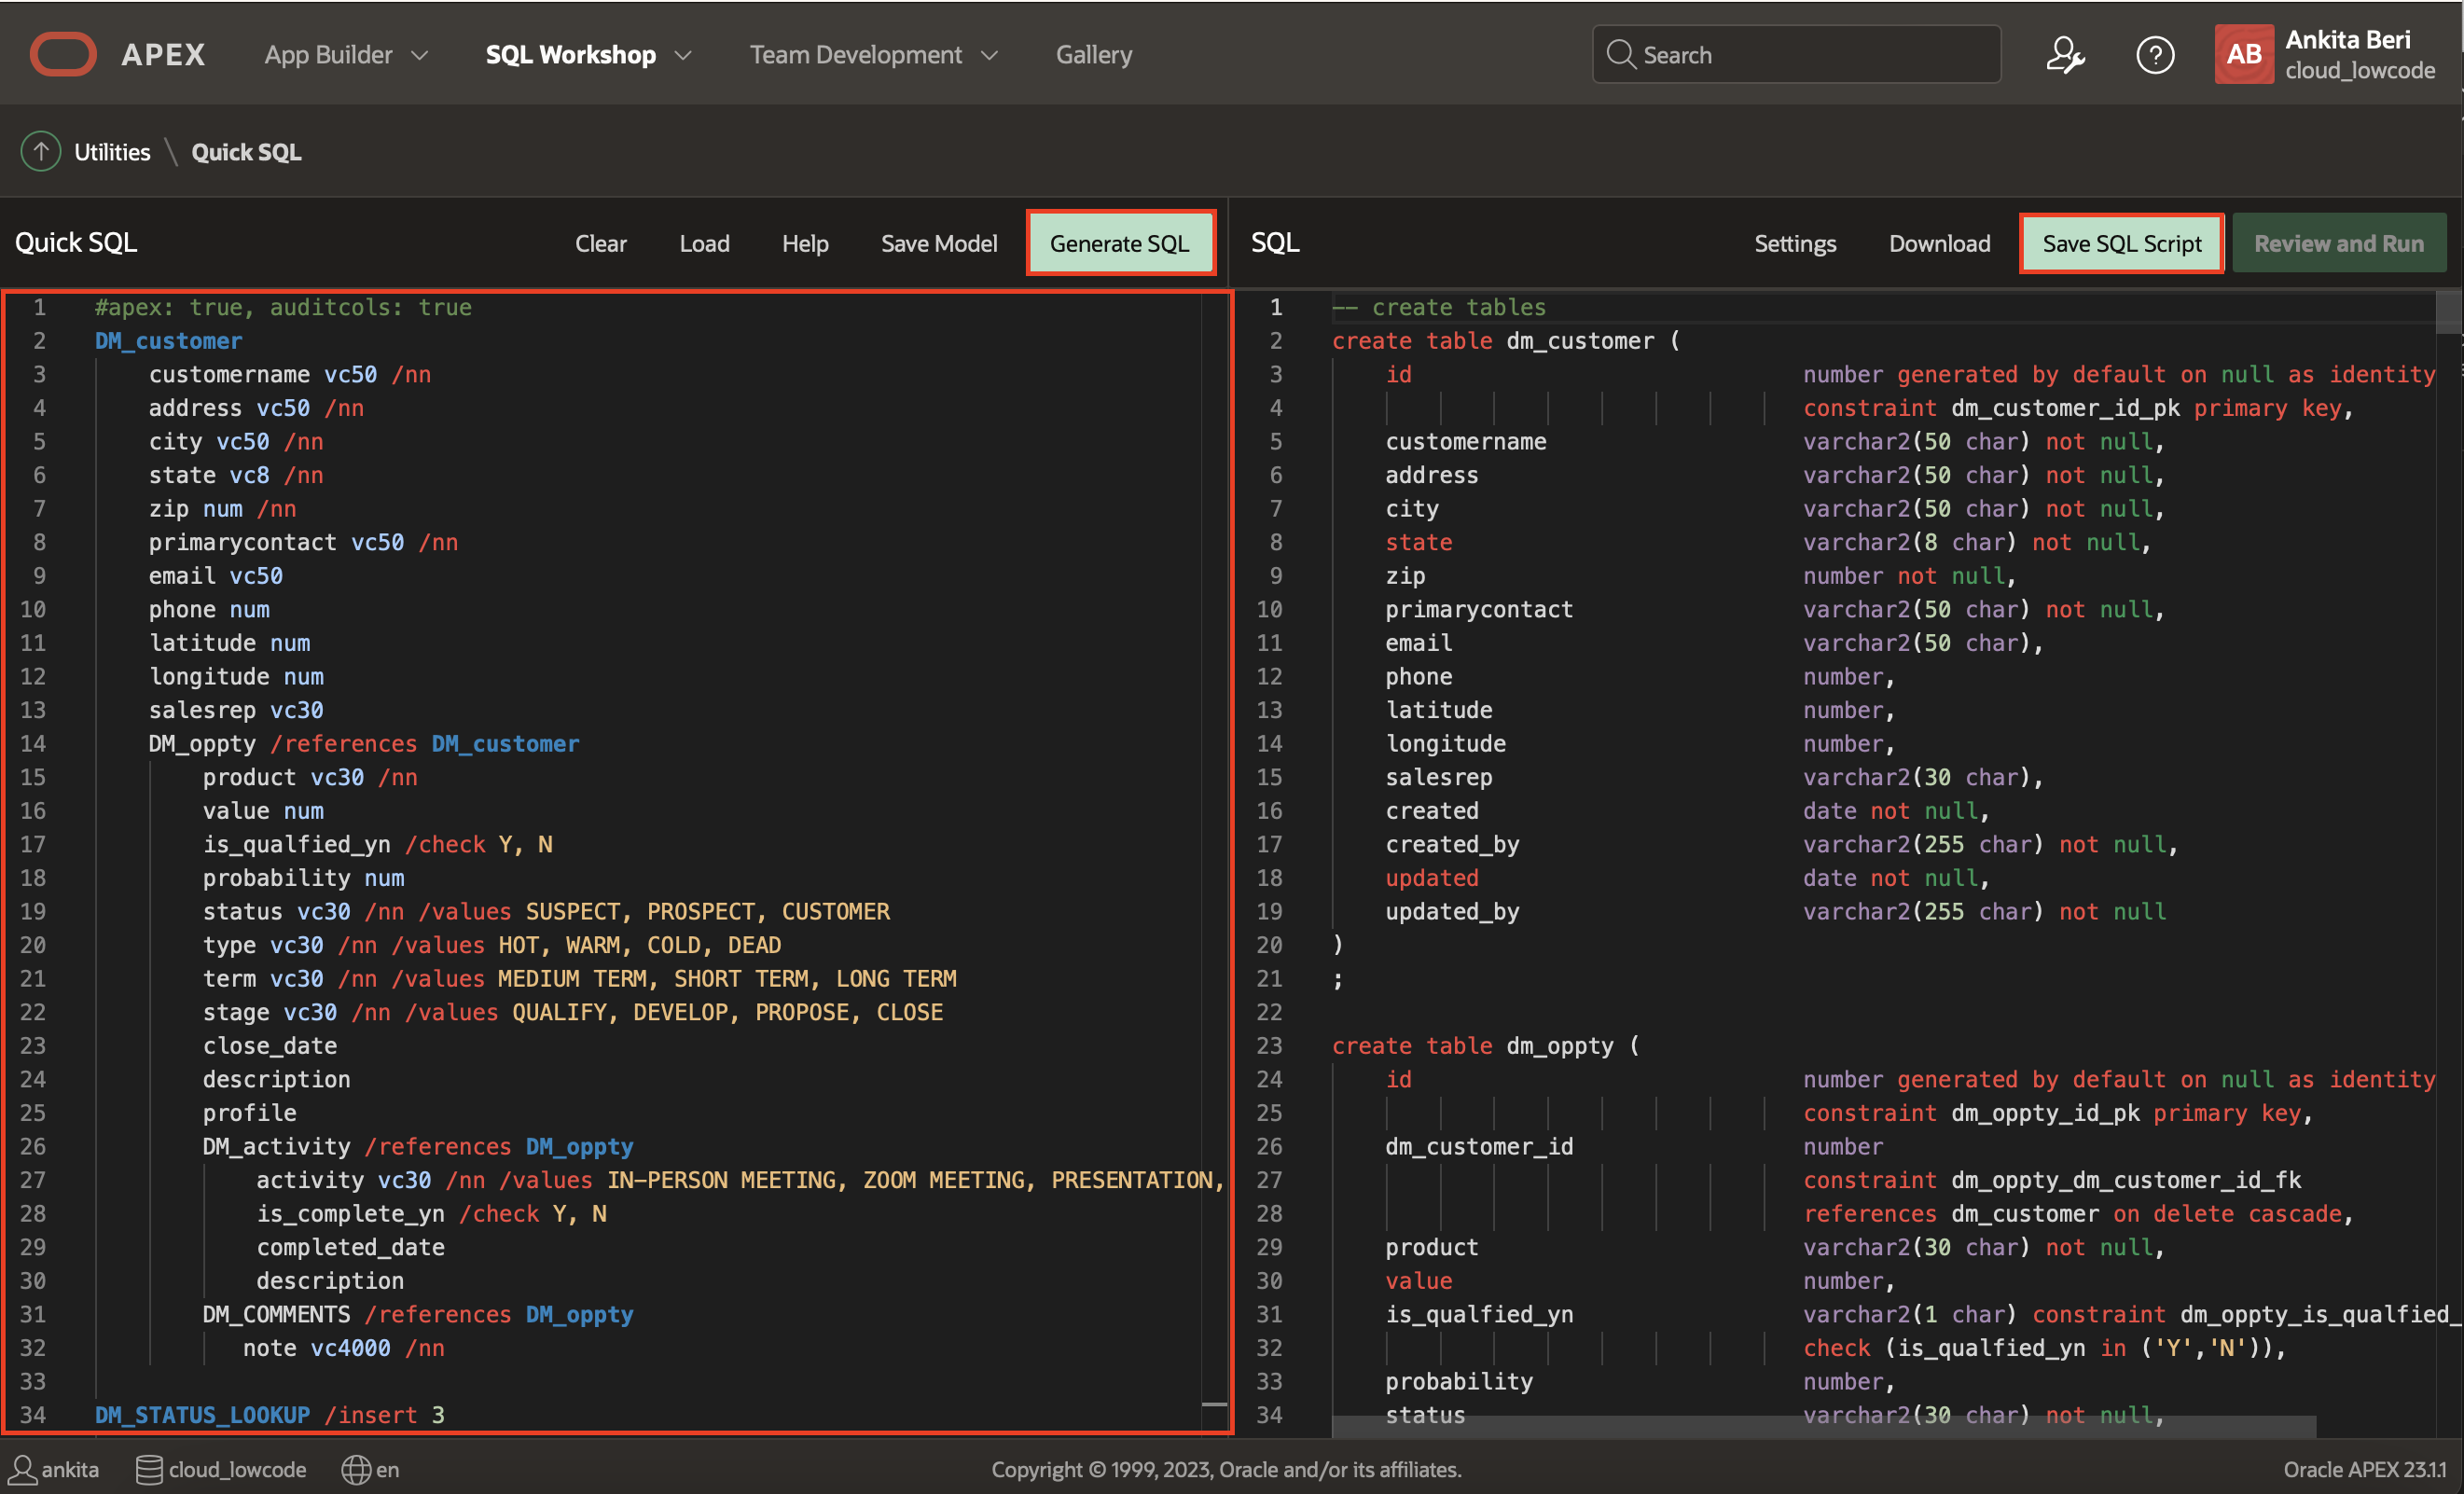 APEX App Builder SQL Workshop Team Development Gallery Search AB Ankita Beri
cloud_lowcode
Utilities \ Quick SQL
Quick SQL Clear Load Help Save Model Generate SQL
1 #apex: true, auditcols: true
2 DM_customer
3 customername vc50 /nn
4 address vc50 /nn
5 city vc50 /nn
6 state vc8 /nn
7 zip num /nn
8 primarycontact vc50 /nn
9 email vc50
10 phone num
11 latitude num
12 longitude num
13 salesrep vc30
14 DM_oppty /references DM_customer
15 product vc30 /nn
16 value num
17 is_qualfied_yn /check Y, N
18 probability num
19 status vc30 /nn /values SUSPECT, PROSPECT, CUSTOMER
20 type vc30 /nn /values HOT, WARM, COLD, DEAD
21 term vc30 /nn /values MEDIUM TERM, SHORT TERM, LONG TERM
22 stage vc30 /nn /values QUALIFY, DEVELOP, PROPOSE, CLOSE
23 close_date
24 description
25 profile
26 DM_activity /references DM_oppty
27 activity vc30 /nn /values IN-PERSON MEETING, ZOOM MEETING, PRESENTATION,
28 is_complete_yn /check Y, N
29 completed_date
30 description
31 DM_COMMENTS /references DM_oppty
32 note vc4000 /nn
33
34 DM_STATUS_LOOKUP /insert 3
SQL Settings Download Save SQL Script Review and Run
1 -- create tables
2 create table dm_customer (
3 id number generated by default on null as identity
4 constraint dm_customer_id_pk primary key,
5 customername varchar2(50 char) not null,
6 address varchar2(50 char) not null,
7 city varchar2(50 char) not null,
8 state varchar2(8 char) not null,
9 zip number not null,
10 primarycontact varchar2(50 char) not null,
11 email varchar2(50 char),
12 phone number,
13 latitude number,
14 longitude number,
15 salesrep varchar2(30 char),
16 created date not null,
17 created_by varchar2(255 char) not null,
18 updated date not null,
19 updated_by varchar2(255 char) not null
20 )
21 ;
22
23 create table dm_oppty (
24 id number generated by default on null as identity
25 constraint dm_oppty_id_pk primary key,
26 dm_customer_id number
27 constraint dm_oppty_dm_customer_id_fk
28 references dm_customer on delete cascade,
29 product varchar2(30 char) not null,
30 value number,
31 is_qualfied_yn varchar2(1 char) constraint dm_oppty_is_qualfied_
32 check (is_qualfied_yn in ('Y','N')),
33 probability number,
34 status varchar2(30 char) not null,
ankita cloud_lowcode en Copyright © 1999, 2023, Oracle and/or its affiliates. Oracle APEX 23.1.1